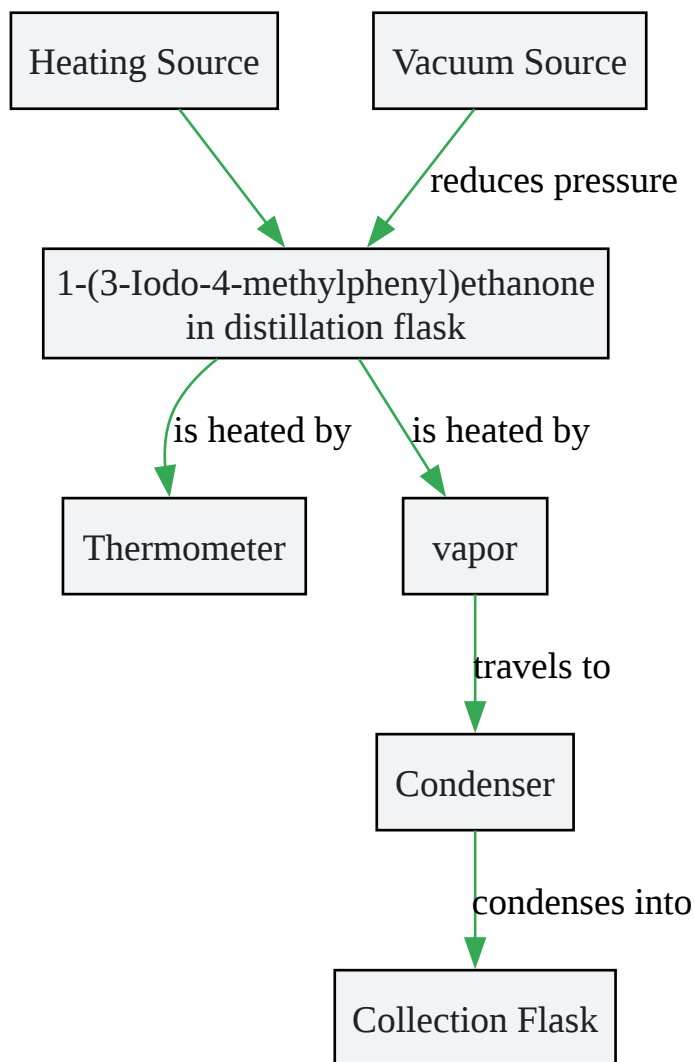 Heating Source
Vacuum Source
reduces pressure
1-(3-Iodo-4-methylphenyl)ethanone
in distillation flask
is heated by
is heated by
Thermometer
vapor
travels to
Condenser
condenses into
Collection Flask